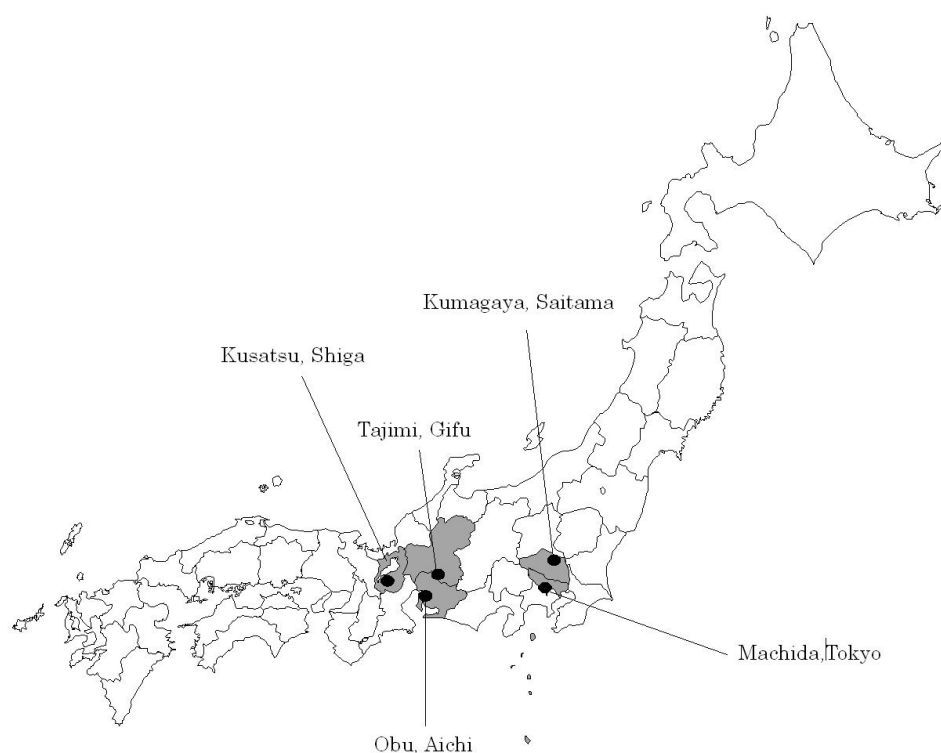 Kumagaya, Saitama
Kusatsu, Shiga
Tajimi, Gifu
Machida,Tokyo
Obu, Aichi